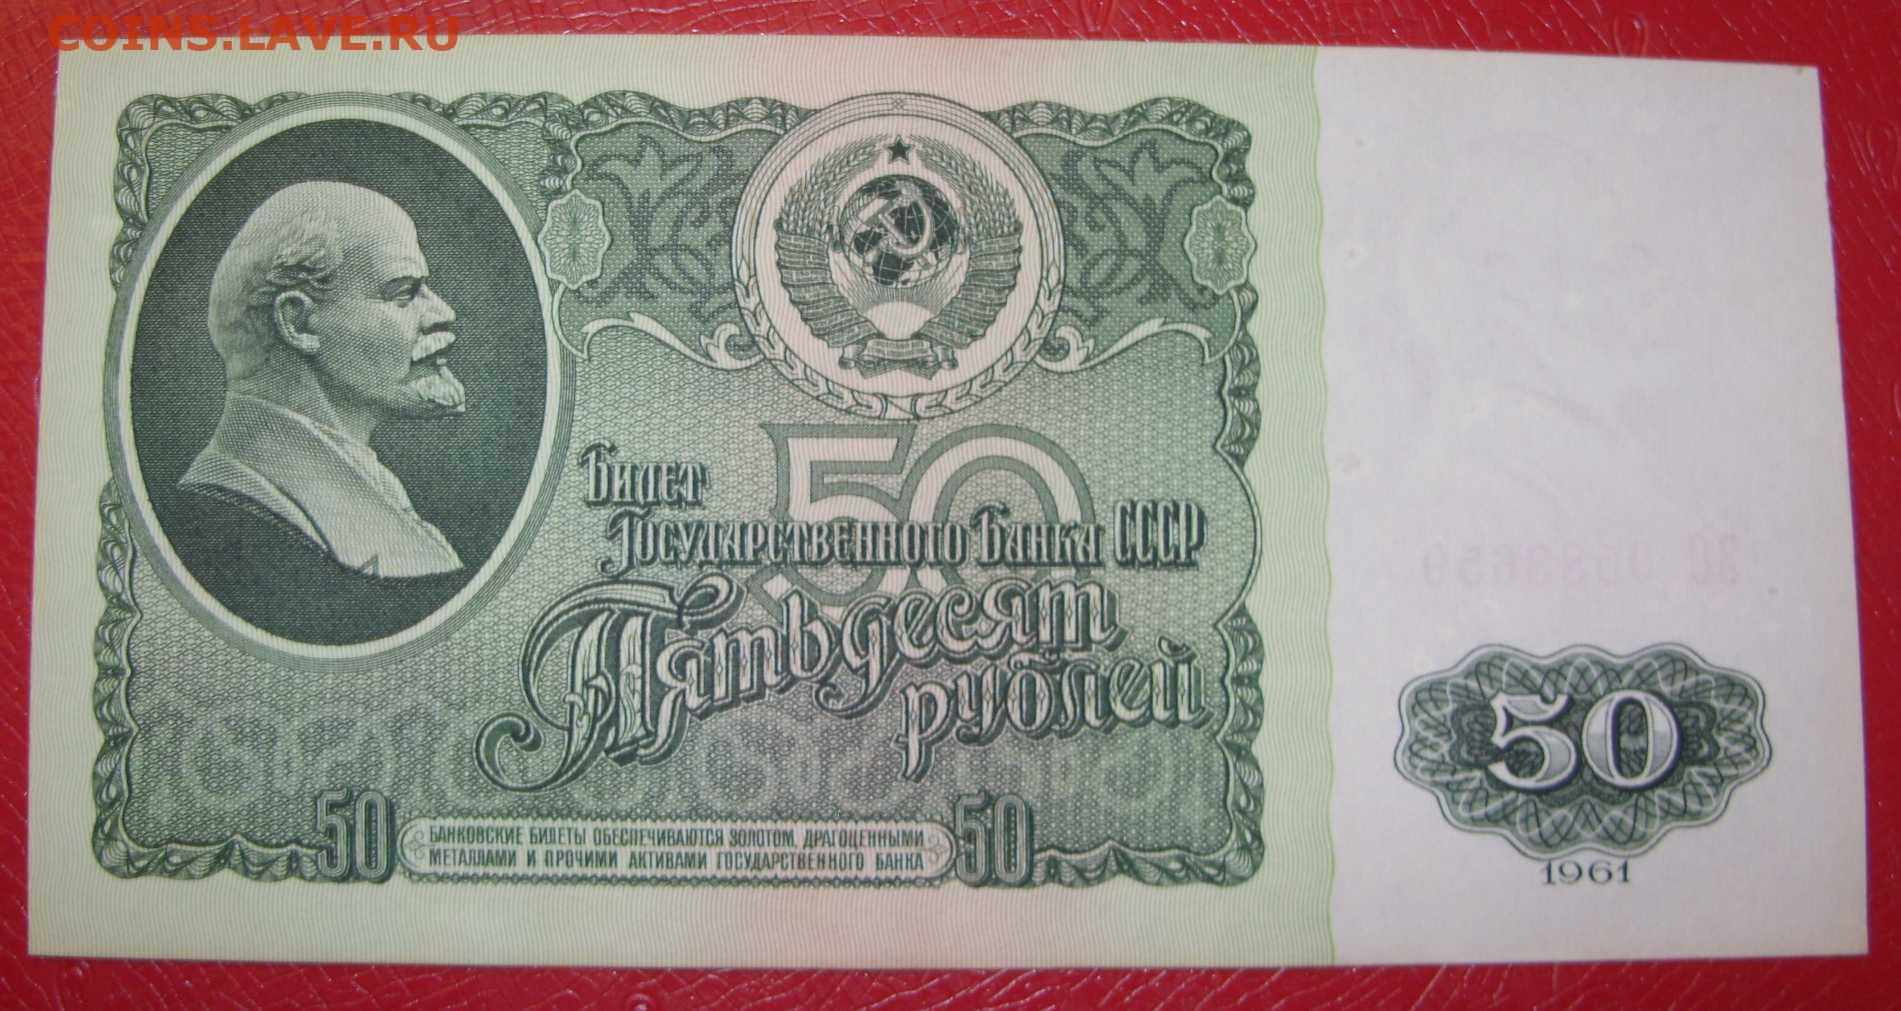 COINS.LAVE.RU
50
Билет
Государственного Банка СССР
Пятьдесят
рублей
50
50
50
БАНКОВСКИЕ БИЛЕТЫ ОБЕСПЕЧИВАЮТСЯ ЗОЛОТОМ, ДРАГОЦЕННЫМИ
МЕТАЛЛАМИ И ПРОЧИМИ АКТИВАМИ ГОСУДАРСТВЕННОГО БАНКА
1961